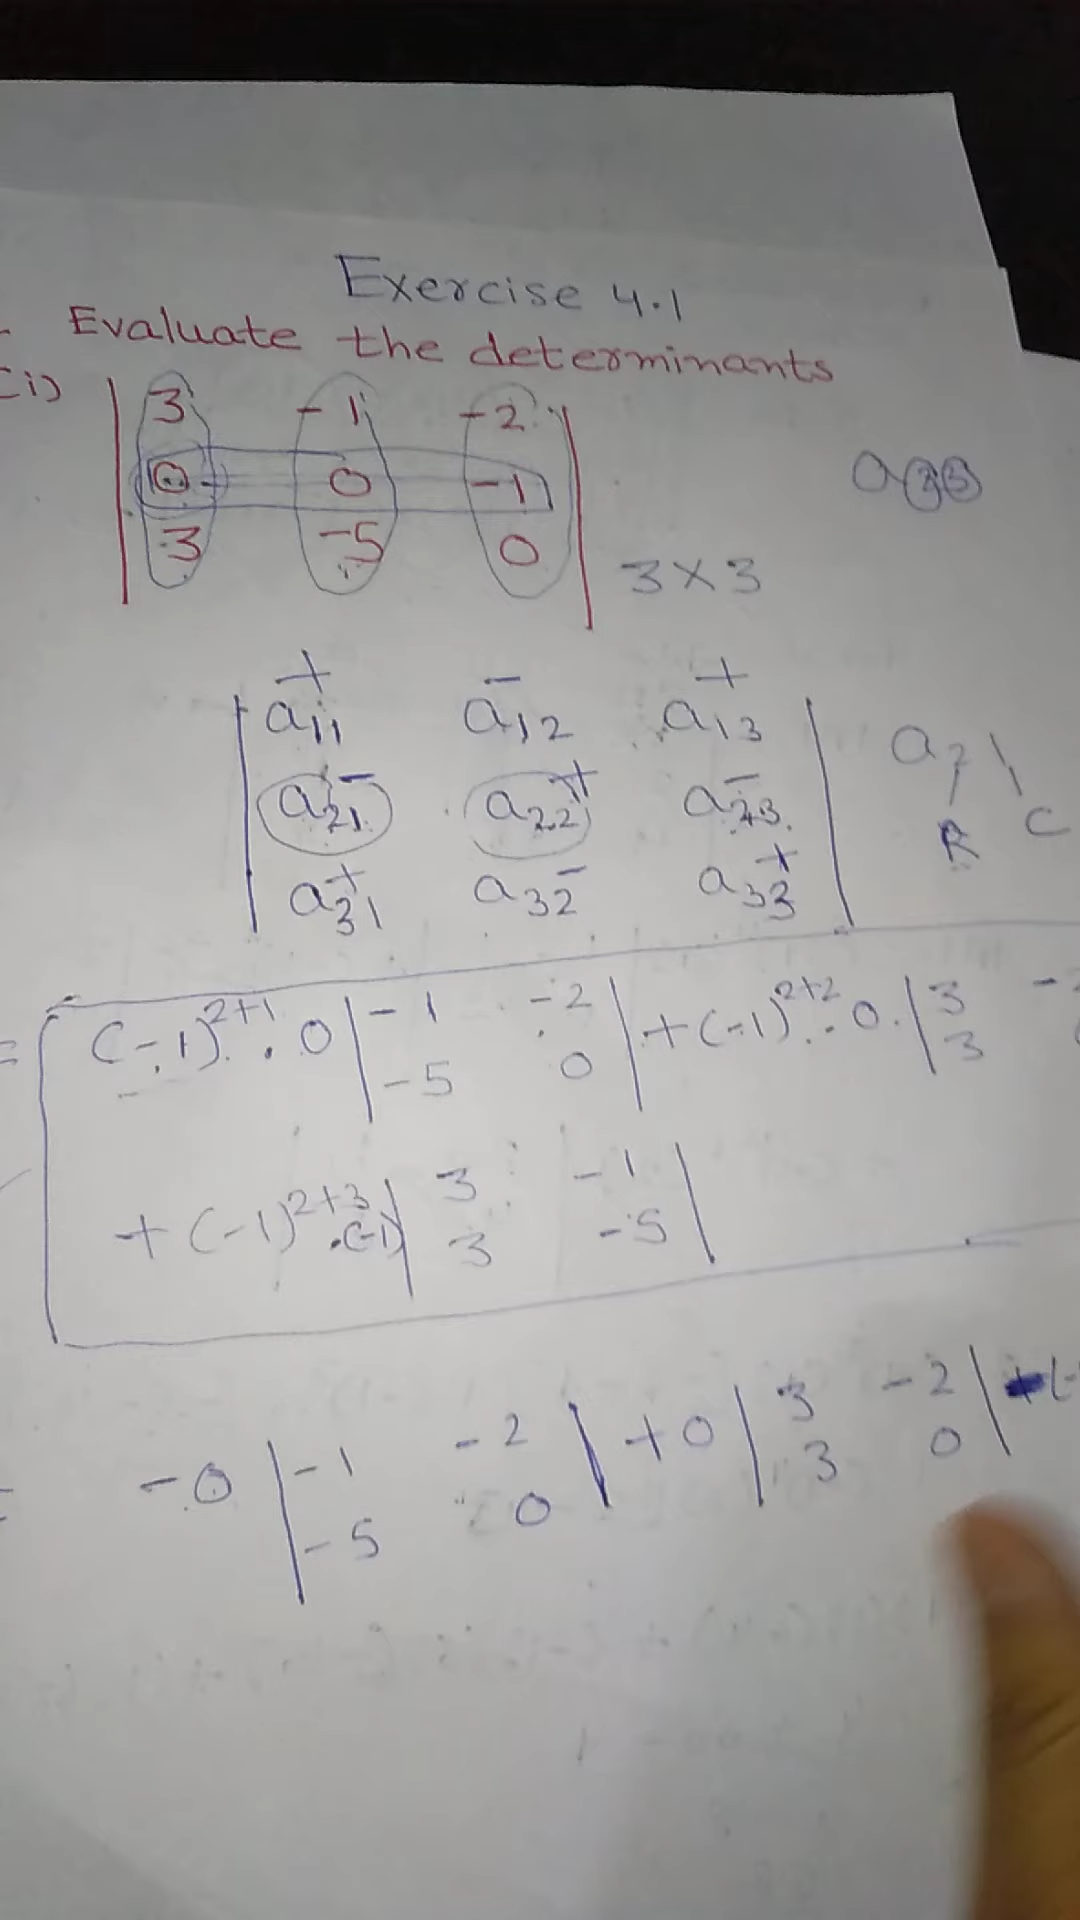 Exercise 4.1
Evaluate the determinants
(i) | 3 -1 -2 |
| 0 0 -1 |
| 3 -5 0 | 3×3
+ - +
| a11 a12 a13 |
| a21- a22+ a23- |
| a31+ a32- a33+ |
a21
R C
= (-1)^2+1 . 0 | -1 -2 | + (-1)^2+2 . 0 . | 3 -2
-5 0 | 3
+ (-1)^2+3 .(-1) | 3 -1 |
| 3 -5 |
= -0 | -1 -2 | + 0 | 3 -2 |
| -5 0 | | 3 0 |